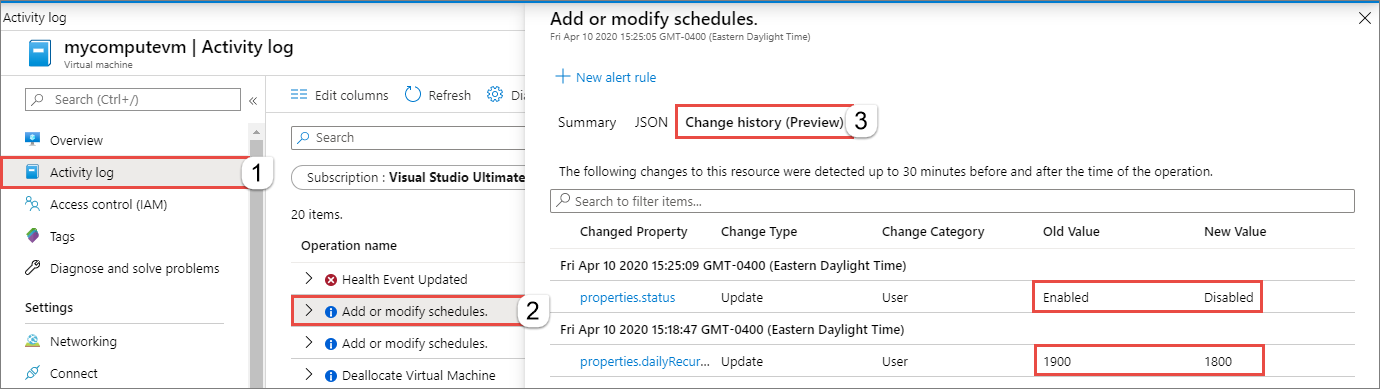 Activity log
mycomputevm | Activity log
Virtual machine
Search (Ctrl+/)
«
Overview
Activity log
1
Access control (IAM)
Tags
Diagnose and solve problems
Settings
Networking
Connect
Edit columns
Refresh
Search
Subscription : Visual Studio Ultimate
20 items.
Operation name
Health Event Updated
Add or modify schedules.
2
Add or modify schedules.
Deallocate Virtual Machine
Add or modify schedules.
Fri Apr 10 2020 15:25:05 GMT-0400 (Eastern Daylight Time)
New alert rule
Summary JSON Change history (Preview) 3
The following changes to this resource were detected up to 30 minutes before and after the time of the operation.
Search to filter items...
Changed Property Change Type Change Category Old Value New Value
Fri Apr 10 2020 15:25:09 GMT-0400 (Eastern Daylight Time)
properties.status Update User Enabled Disabled
Fri Apr 10 2020 15:18:47 GMT-0400 (Eastern Daylight Time)
properties.dailyRecur... Update User 1900 1800